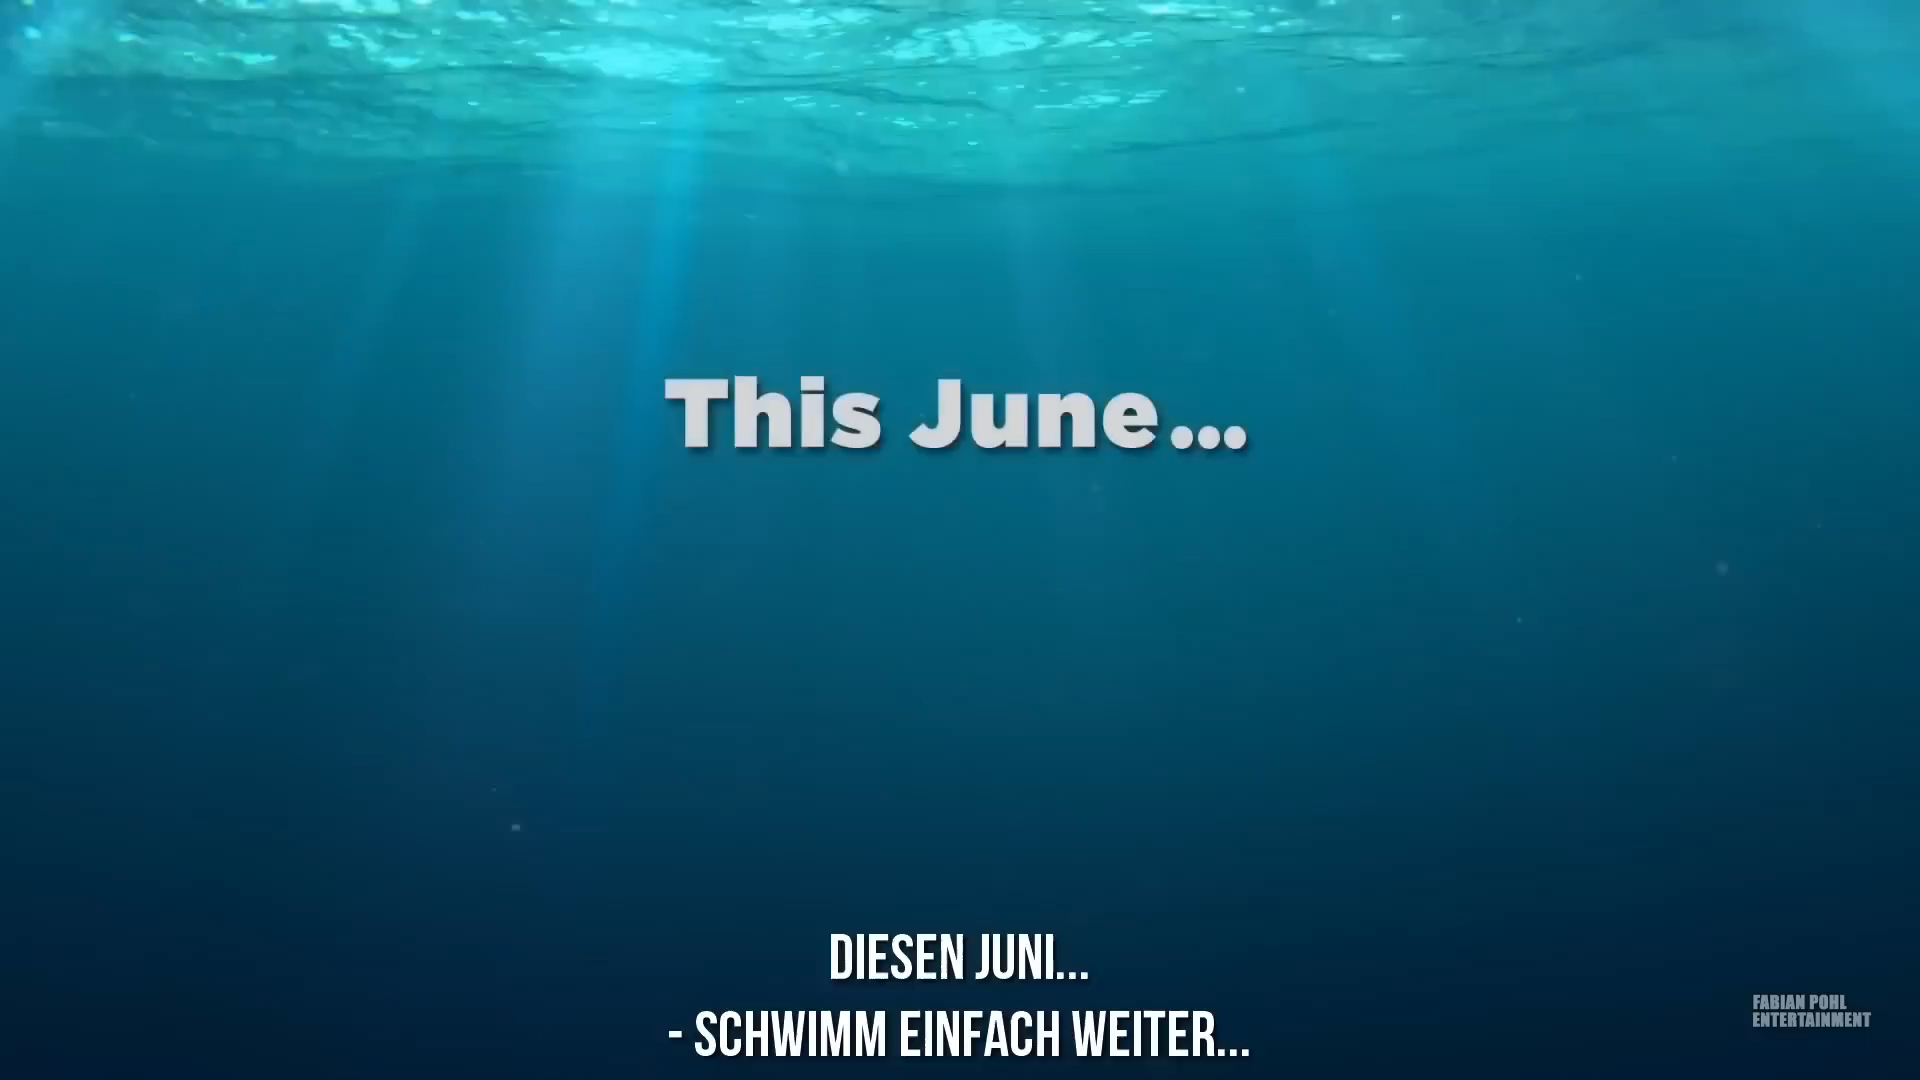 This June...
DIESEN JUNI...
- SCHWIMM EINFACH WEITER...
FABIAN POHL
ENTERTAINMENT